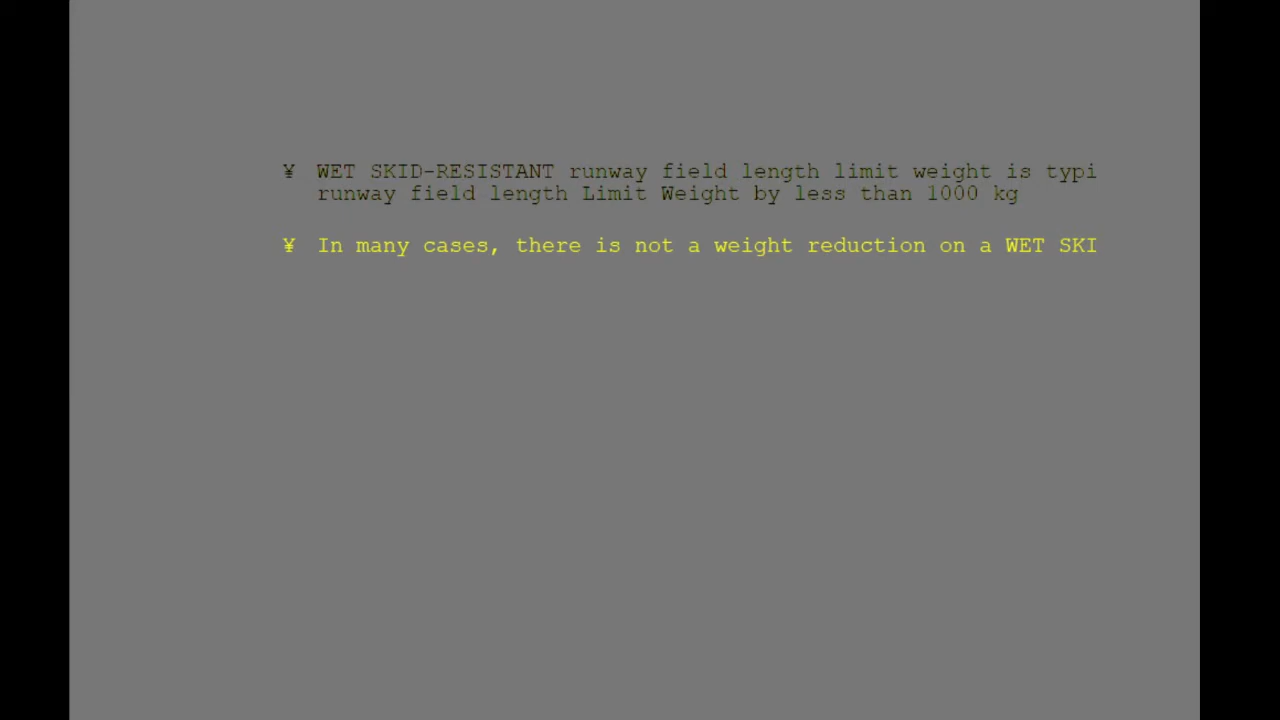 ¥ WET SKID-RESISTANT runway field length limit weight is typi
runway field length Limit Weight by less than 1000 kg
¥ In many cases, there is not a weight reduction on a WET SKI